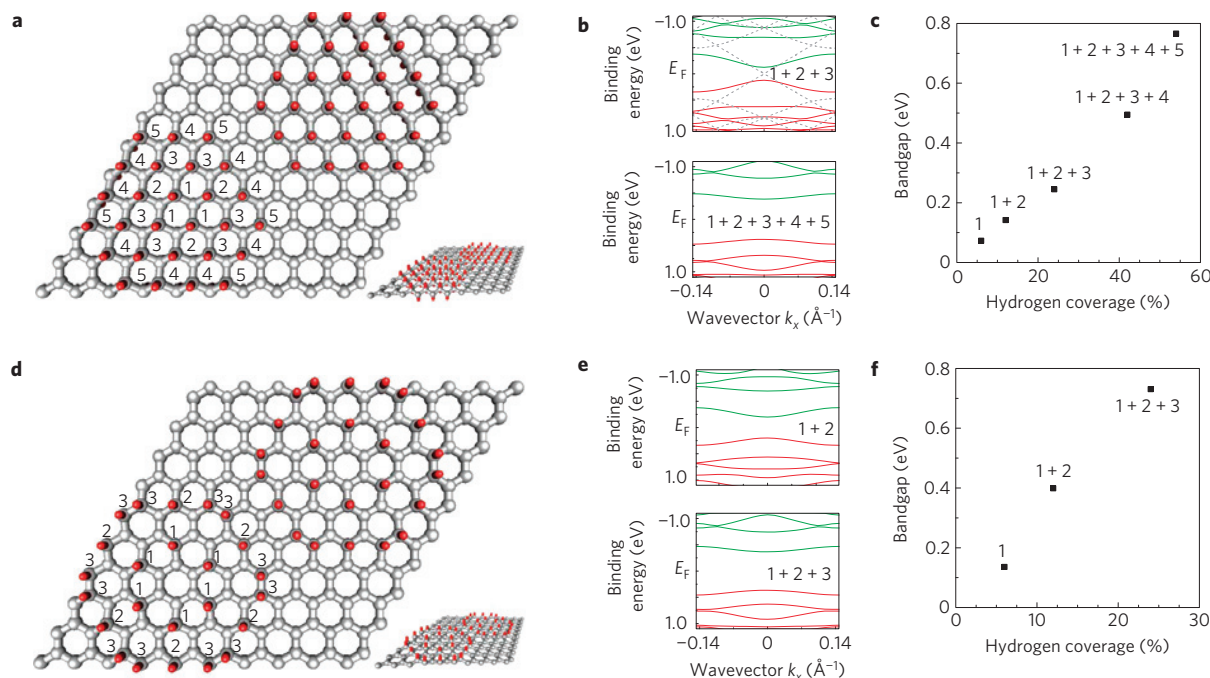 a
5 4 5
4 3 3 4
4 2 1 2 4
5 3 1 1 3 5
4 3 2 3 4
5 4 4 5
b
Binding
energy (eV)
−1.0
E_F
1.0
1 + 2 + 3
Binding
energy (eV)
−1.0
E_F
1.0
1 + 2 + 3 + 4 + 5
−0.14 0 0.14
Wavevector k_x (Å⁻¹)
c
Bandgap (eV)
0.8
0.6
0.4
0.2
0
1 + 2 + 3 + 4 + 5
1 + 2 + 3 + 4
1 + 2 + 3
1 + 2
1
0 20 40 60
Hydrogen coverage (%)
d
3 3 2 3 3
2 1 2
3 1 1 3
3 1 1 3
2 1 1 2
3 3 2 3 3
e
Binding
energy (eV)
−1.0
E_F
1.0
1 + 2
Binding
energy (eV)
−1.0
E_F
1.0
1 + 2 + 3
−0.14 0 0.14
Wavevector k_x (Å⁻¹)
f
Bandgap (eV)
0.8
0.6
0.4
0.2
0
1 + 2 + 3
1 + 2
1
0 10 20 30
Hydrogen coverage (%)